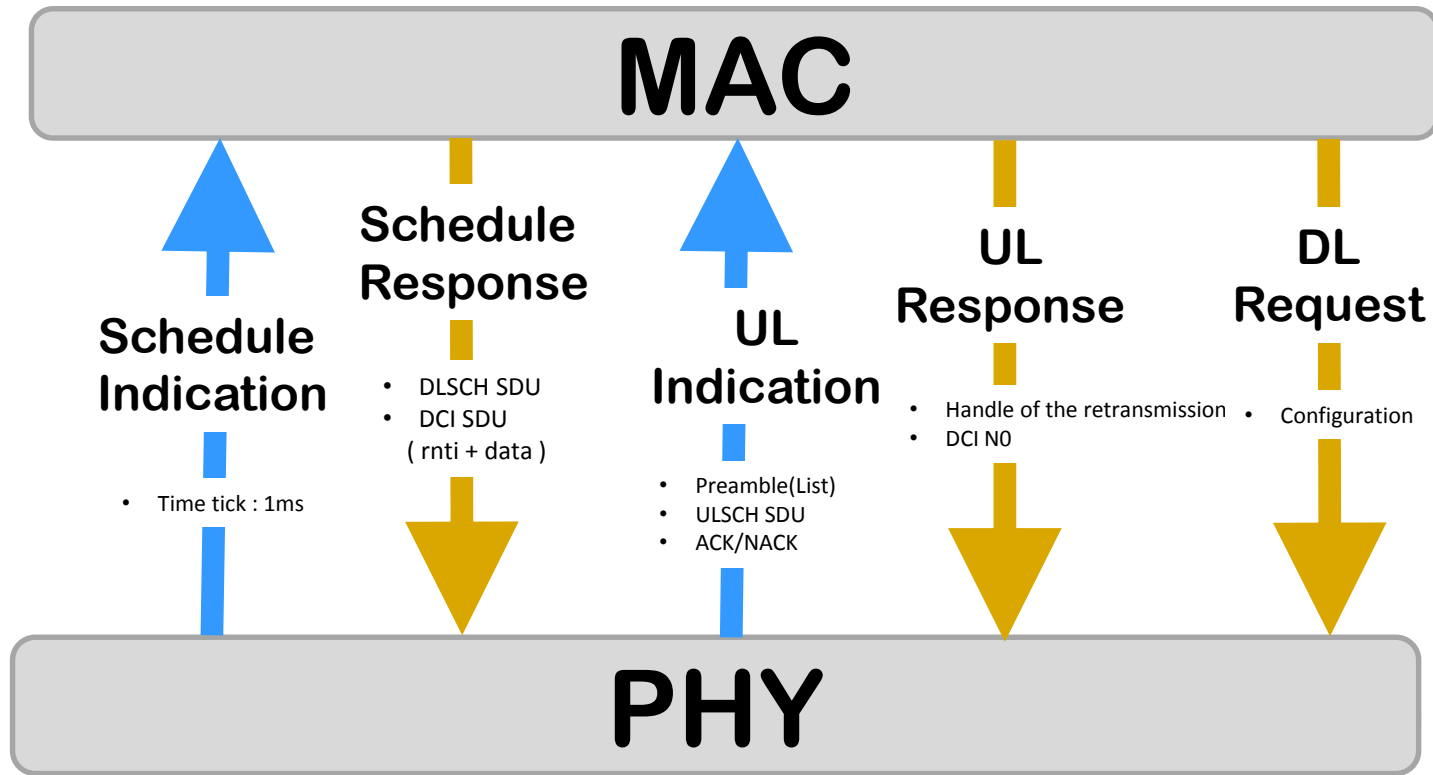 MAC
Schedule
Indication
• Time tick : 1ms
Schedule
Response
• DLSCH SDU
• DCI SDU
( rnti + data )
UL
Indication
• Preamble(List)
• ULSCH SDU
• ACK/NACK
UL
Response
• Handle of the retransmission
• DCI N0
DL
Request
• Configuration
PHY